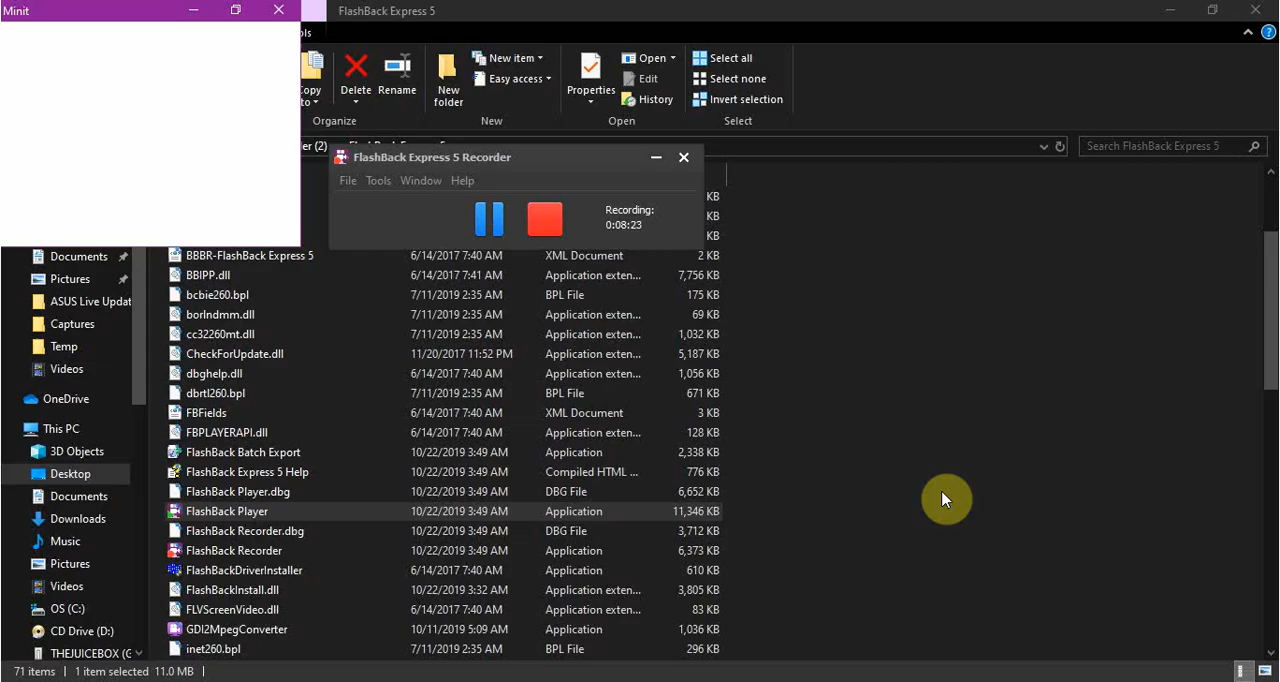 Minit
FlashBack Express 5
ols
Copy to
Delete
Rename
New folder
New item
Easy access
Properties
Open
Edit
History
Select all
Select none
Invert selection
Organize
New
Open
Select
er (2)
Search FlashBack Express 5
FlashBack Express 5 Recorder
File Tools Window Help
Recording:
0:08:23
KB
KB
KB
BBBR-FlashBack Express 5 6/14/2017 7:40 AM XML Document 2 KB
BBIPP.dll 6/14/2017 7:41 AM Application exten... 7,756 KB
bcbie260.bpl 7/11/2019 2:35 AM BPL File 175 KB
borlndmm.dll 7/11/2019 2:35 AM Application exten... 69 KB
cc32260mt.dll 7/11/2019 2:35 AM Application exten... 1,032 KB
CheckForUpdate.dll 11/20/2017 11:52 PM Application exten... 5,187 KB
dbghelp.dll 6/14/2017 7:40 AM Application exten... 1,056 KB
dbrtl260.bpl 7/11/2019 2:35 AM BPL File 671 KB
FBFields 6/14/2017 7:40 AM XML Document 3 KB
FBPLAYERAPI.dll 6/14/2017 7:40 AM Application exten... 128 KB
FlashBack Batch Export 10/22/2019 3:49 AM Application 2,338 KB
FlashBack Express 5 Help 10/22/2019 3:49 AM Compiled HTML ... 776 KB
FlashBack Player.dbg 10/22/2019 3:49 AM DBG File 6,652 KB
FlashBack Player 10/22/2019 3:49 AM Application 11,346 KB
FlashBack Recorder.dbg 10/22/2019 3:49 AM DBG File 3,712 KB
FlashBack Recorder 10/22/2019 3:49 AM Application 6,373 KB
FlashBackDriverInstaller 6/14/2017 7:40 AM Application 610 KB
FlashBackInstall.dll 10/22/2019 3:32 AM Application exten... 3,805 KB
FLVScreenVideo.dll 6/14/2017 7:40 AM Application exten... 83 KB
GDI2MpegConverter 10/11/2019 5:09 AM Application 1,036 KB
inet260.bpl 7/11/2019 2:35 AM BPL File 296 KB
Documents
Pictures
ASUS Live Updat
Captures
Temp
Videos
OneDrive
This PC
3D Objects
Desktop
Documents
Downloads
Music
Pictures
Videos
OS (C:)
CD Drive (D:)
THEJUICEBOX (G
71 items 1 item selected 11.0 MB